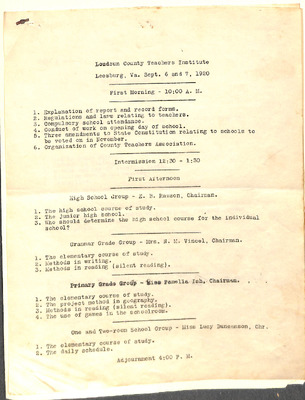 Loudoun County Teachers Institute
Leesburg, Va. Sept. 6 and 7, 1920
First Morning - 10:00 A. M.
1. Explanation of report and record forms.
2. Regulations and laws relating to teachers.
3. Compulsory school attendance.
4. Conduct of work on opening day of school.
5. Three amendments to State Constitution relating to schools to
be voted on in November.
6. Organization of County Teachers Association.
Intermission 12:30 - 1:30
First Afternoon
High School Group - Chairman.
1. The high school course of study.
2. The junior high school.
3. Who should determine the high school course for the individual
school?
Grammar Grade Group - Mrs. Chairman.
1. The elementary course of study.
2. Methods in writing.
3. Methods in reading (silent reading).
Primary Grade Group - Miss Chairman.
1. The elementary course of study.
2. The project method in geography.
3. Methods in reading (silent reading).
4. The use of games in the schoolroom.
One and Two-room School Group - Miss Lucy Chr.
1. The elementary course of study.
2. The daily schedule.
Adjournment 4:00 P. M.